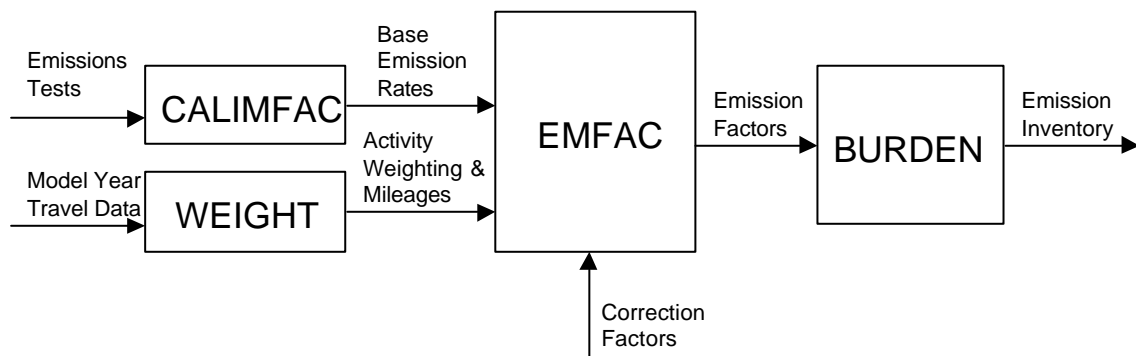 Emissions
Tests
CALIMFAC
Base
Emission
Rates
Model Year
Travel Data
WEIGHT
Activity
Weighting &
Mileages
EMFAC
Correction
Factors
Emission
Factors
BURDEN
Emission
Inventory